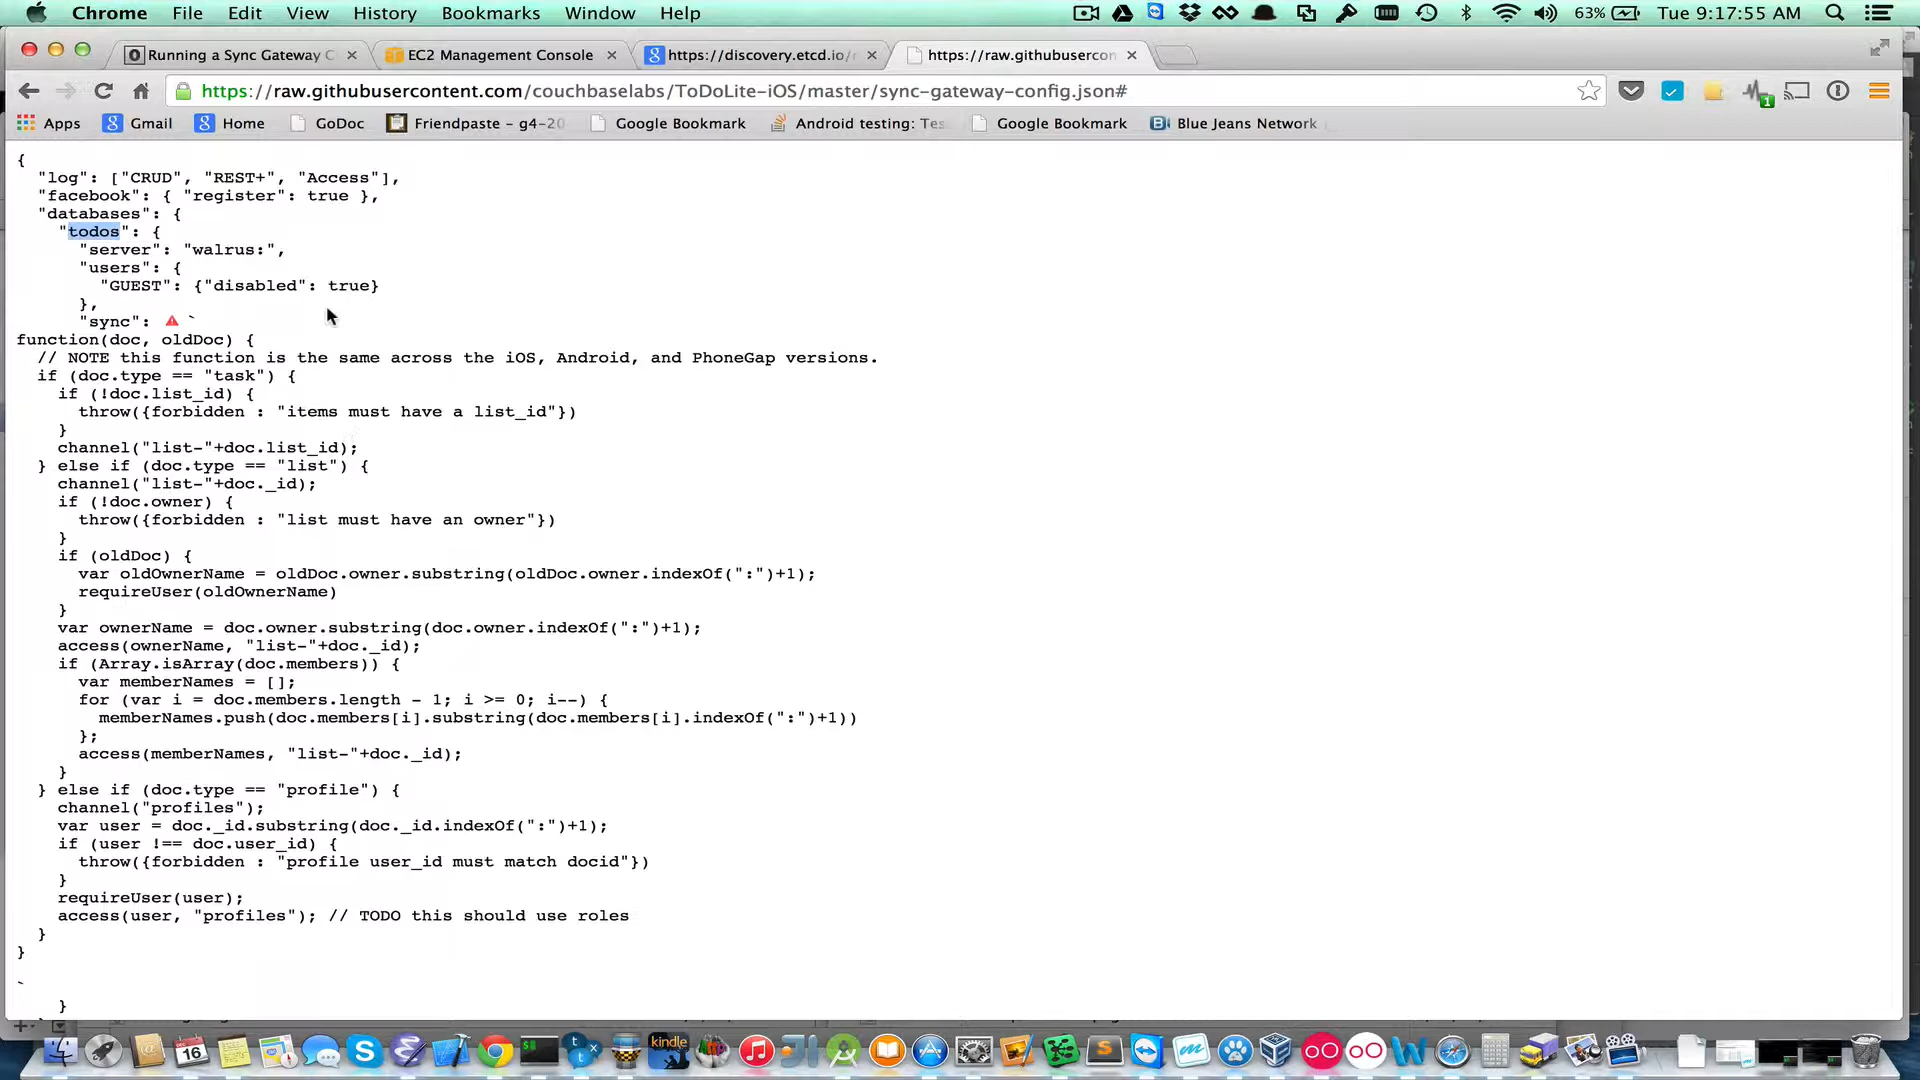 Chrome File Edit View History Bookmarks Window Help 63% Tue 9:17:55 AM
Running a Sync Gateway C EC2 Management Console https://discovery.etcd.io/ https://raw.githubusercon
https://raw.githubusercontent.com/couchbaselabs/ToDoLite-iOS/master/sync-gateway-config.json#
Apps Gmail Home GoDoc Friendpaste - g4-20 Google Bookmark Android testing: Tes Google Bookmark Blue Jeans Network
{
"log": ["CRUD", "REST+", "Access"],
"facebook": { "register": true },
"databases": {
"todos": {
"server": "walrus:",
"users": {
"GUEST": {"disabled": true}
},
"sync": `
function(doc, oldDoc) {
// NOTE this function is the same across the iOS, Android, and PhoneGap versions.
if (doc.type == "task") {
if (!doc.list_id) {
throw({forbidden : "items must have a list_id"})
}
channel("list-"+doc.list_id);
} else if (doc.type == "list") {
channel("list-"+doc._id);
if (!doc.owner) {
throw({forbidden : "list must have an owner"})
}
if (oldDoc) {
var oldOwnerName = oldDoc.owner.substring(oldDoc.owner.indexOf(":")+1);
requireUser(oldOwnerName)
}
var ownerName = doc.owner.substring(doc.owner.indexOf(":")+1);
access(ownerName, "list-"+doc._id);
if (Array.isArray(doc.members)) {
var memberNames = [];
for (var i = doc.members.length - 1; i >= 0; i--) {
memberNames.push(doc.members[i].substring(doc.members[i].indexOf(":")+1))
};
access(memberNames, "list-"+doc._id);
}
} else if (doc.type == "profile") {
channel("profiles");
var user = doc._id.substring(doc._id.indexOf(":")+1);
if (user !== doc.user_id) {
throw({forbidden : "profile user_id must match docid"})
}
requireUser(user);
access(user, "profiles"); // TODO this should use roles
}
}
`
}